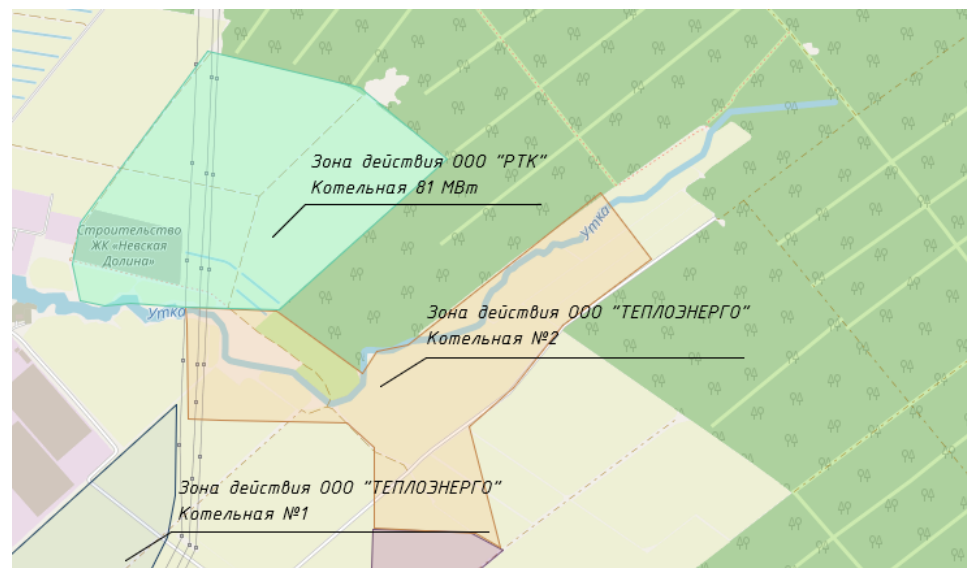 Зона действия ООО "РТК"
Котельная 81 МВт
Строительство
ЖК «Невская
Долина»
Утка
Утка
Зона действия ООО "ТЕПЛОЭНЕРГО"
Котельная №2
Зона действия ООО "ТЕПЛОЭНЕРГО"
Котельная №1